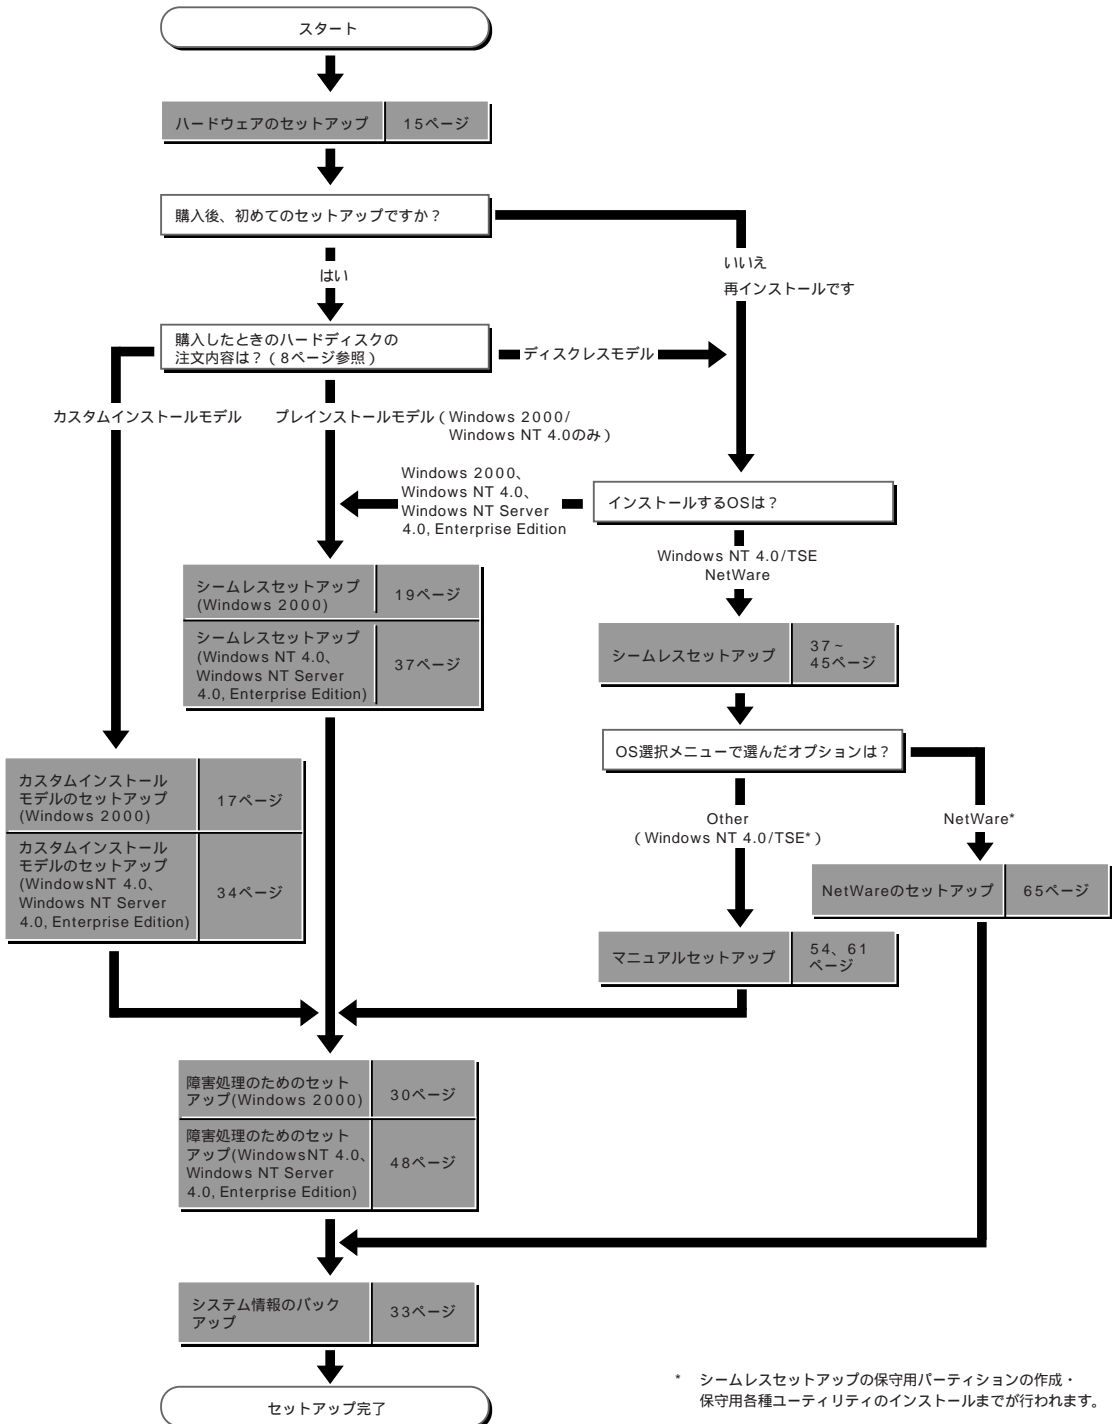 スタート
ハードウェアのセットアップ
15ページ
購入後、初めてのセットアップですか？
はい
いいえ
再インストールです
購入したときのハードディスクの
注文内容は？（8ページ参照）
ディスクレスモデル
カスタムインストールモデル
プレインストールモデル（Windows 2000/
Windows NT 4.0のみ）
Windows 2000、
Windows NT 4.0、
Windows NT Server
4.0, Enterprise Edition
インストールするOSは？
Windows NT 4.0/TSE
NetWare
シームレスセットアップ
(Windows 2000)
19ページ
シームレスセットアップ
(Windows NT 4.0、
Windows NT Server
4.0, Enterprise Edition)
37ページ
シームレスセットアップ
37~
45ページ
OS選択メニューで選んだオプションは？
カスタムインストール
モデルのセットアップ
(Windows 2000)
17ページ
カスタムインストール
モデルのセットアップ
(WindowsNT 4.0、
Windows NT Server
4.0, Enterprise Edition)
34ページ
Other
（Windows NT 4.0/TSE*）
NetWare*
NetWareのセットアップ
65ページ
マニュアルセットアップ
54、61
ページ
障害処理のためのセット
アップ(Windows 2000)
30ページ
障害処理のためのセット
アップ(WindowsNT 4.0、
Windows NT Server
4.0, Enterprise Edition)
48ページ
システム情報のバック
アップ
33ページ
セットアップ完了
* シームレスセットアップの保守用パーティションの作成・
保守用各種ユーティリティのインストールまでが行われます。